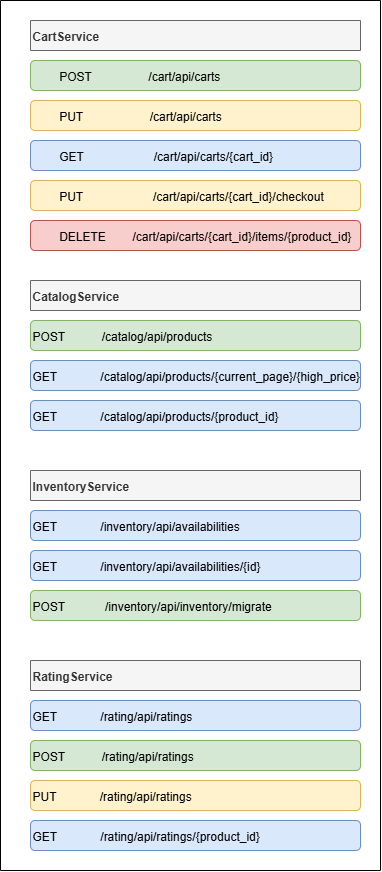 CartService
POST /cart/api/carts
PUT /cart/api/carts
GET /cart/api/carts/{cart_id}
PUT /cart/api/carts/{cart_id}/checkout
DELETE /cart/api/carts/{cart_id}/items/{product_id}
CatalogService
POST /catalog/api/products
GET /catalog/api/products/{current_page}/{high_price}
GET /catalog/api/products/{product_id}
InventoryService
GET /inventory/api/availabilities
GET /inventory/api/availabilities/{id}
POST /inventory/api/inventory/migrate
RatingService
GET /rating/api/ratings
POST /rating/api/ratings
PUT /rating/api/ratings
GET /rating/api/ratings/{product_id}